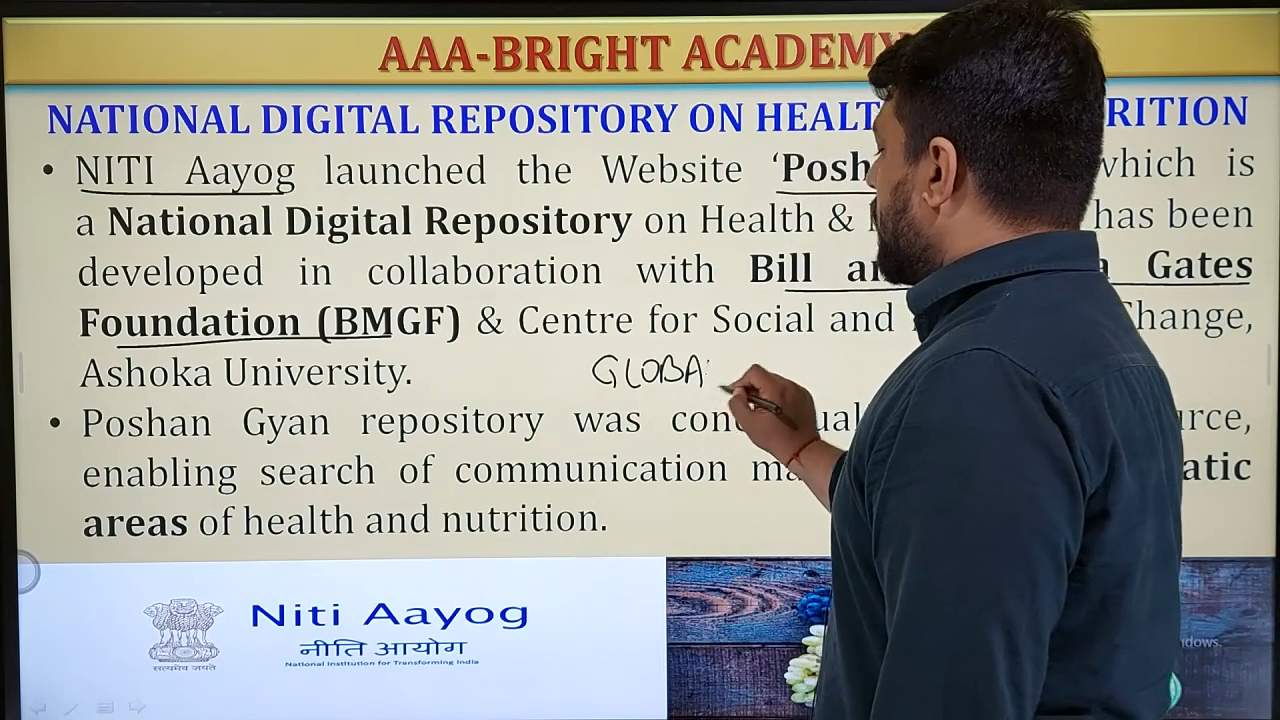 AAA-BRIGHT ACADEMY
NATIONAL DIGITAL REPOSITORY ON HEALT RITION
• NITI Aayog launched the Website ‘Posh which is
a National Digital Repository on Health & has been
developed in collaboration with Bill a Gates
Foundation (BMGF) & Centre for Social and hange,
Ashoka University.
GLOBA
• Poshan Gyan repository was con ual rce,
enabling search of communication ma atic
areas of health and nutrition.
Niti Aayog
नीति आयोग
National Institution for Transforming India
सत्यमेव जयते
dows.